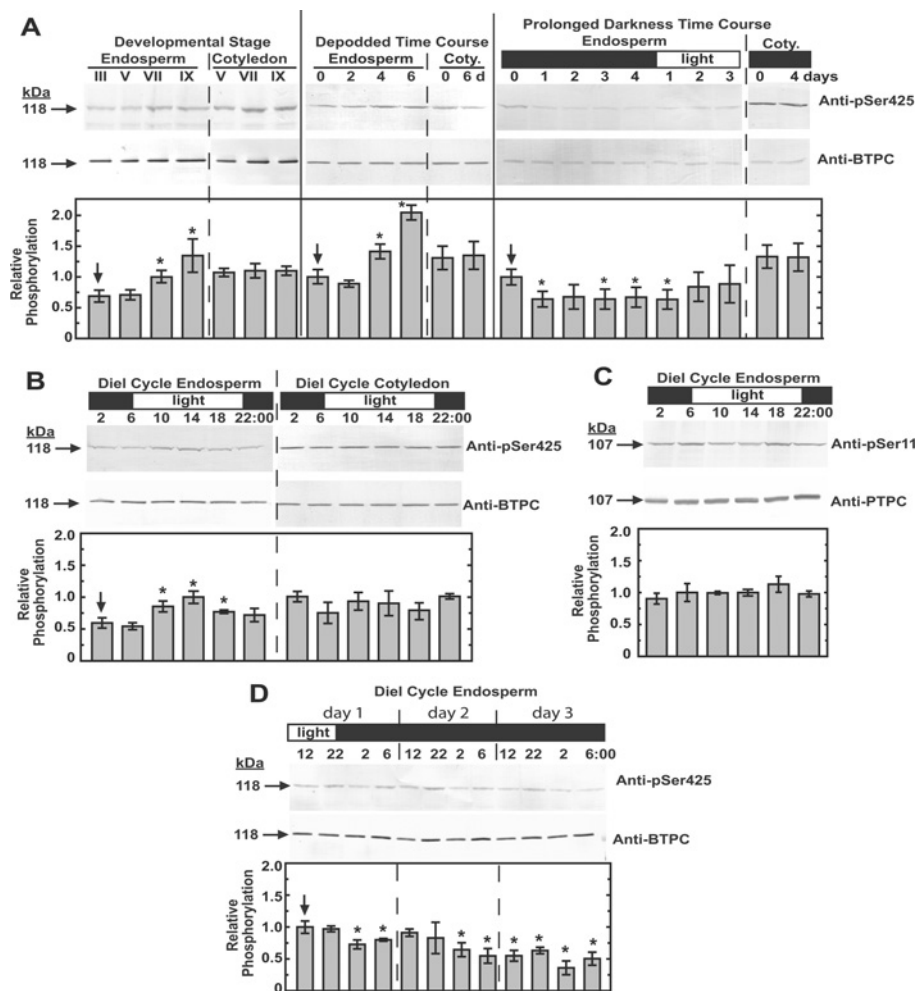 A
Developmental Stage
Endosperm Cotyledon
III V VII IX V VII IX
Depodded Time Course
Endosperm Coty.
0 2 4 6 0 6 d
Prolonged Darkness Time Course
Endosperm Coty.
light
0 1 2 3 4 1 2 3 0 4 days
kDa
118 Anti-pSer425
118 Anti-BTPC
Relative
Phosphorylation
2.0
1.5
1.0
0.5
0
* * * * * * * *
B
Diel Cycle Endosperm Diel Cycle Cotyledon
light light
2 6 10 14 18 22:00 2 6 10 14 18 22:00
kDa
118 Anti-pSer425
118 Anti-BTPC
Relative
Phosphorylation
2.0
1.5
1.0
0.5
0
* * *
C
Diel Cycle Endosperm
light
2 6 10 14 18 22:00
kDa
107 Anti-pSer11
107 Anti-PTPC
Relative
Phosphorylation
2.0
1.5
1.0
0.5
0
D
Diel Cycle Endosperm
day 1 day 2 day 3
light
12 22 2 6 12 22 2 6 12 22 2 6:00
kDa
118 Anti-pSer425
118 Anti-BTPC
Relative
Phosphorylation
2.0
1.5
1.0
0.5
0
* * * * * * * *